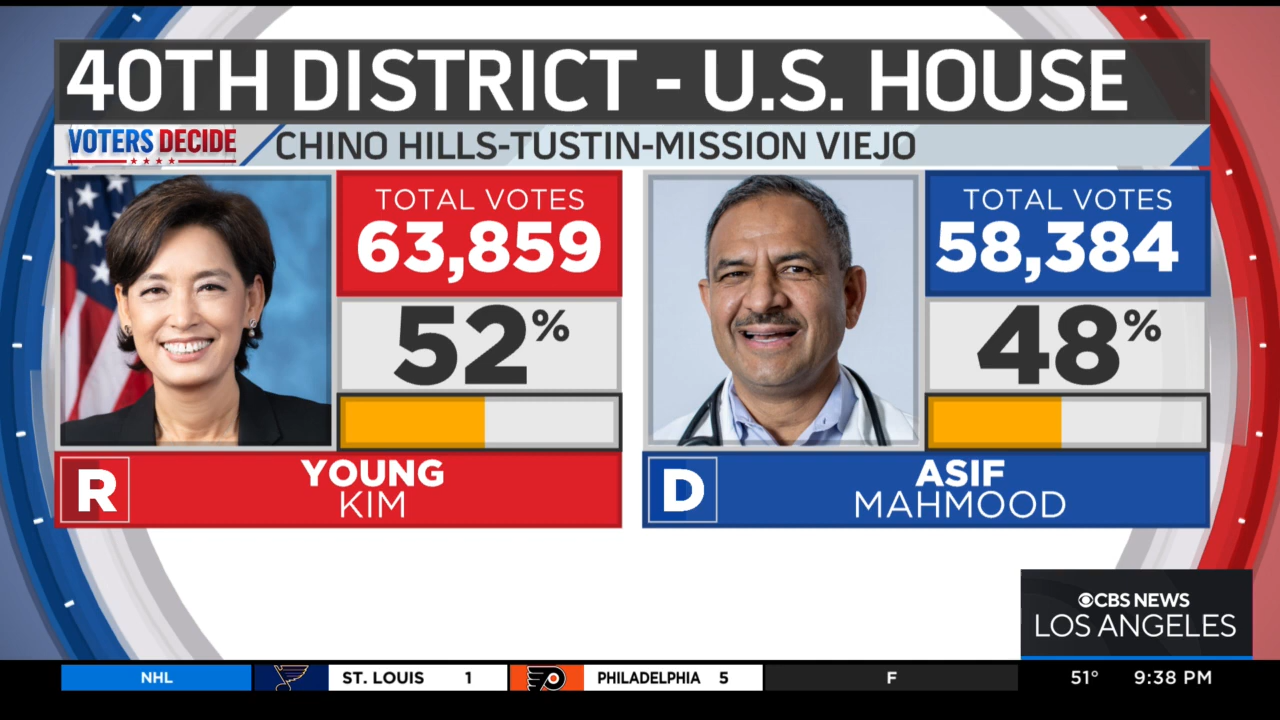 40TH DISTRICT - U.S. HOUSE
VOTERS DECIDE
CHINO HILLS-TUSTIN-MISSION VIEJO
TOTAL VOTES
63,859
52%
R
YOUNG
KIM
TOTAL VOTES
58,384
48%
D
ASIF
MAHMOOD
CBS NEWS
LOS ANGELES
NHL ST. LOUIS 1 PHILADELPHIA 5 F 51° 9:38 PM